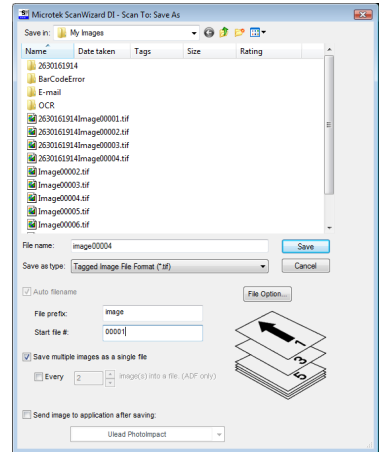 Microtek ScanWizard DI - Scan To: Save As
Save in: My Images
Name Date taken Tags Size Rating
2630161914
BarCodeError
E-mail
OCR
2630161914Image00001.tif
2630161914Image00002.tif
2630161914Image00003.tif
2630161914Image00004.tif
Image00002.tif
Image00003.tif
Image00004.tif
Image00005.tif
Image00006.tif
File name: image00004 Save
Save as type: Tagged Image File Format (*.tif) Cancel
Auto filename File Option...
File prefix: image
Start file #: 00001
Save multiple images as a single file
Every 2 image(s) into a file. (ADF only)
1
3
5
Send image to application after saving:
Ulead PhotoImpact